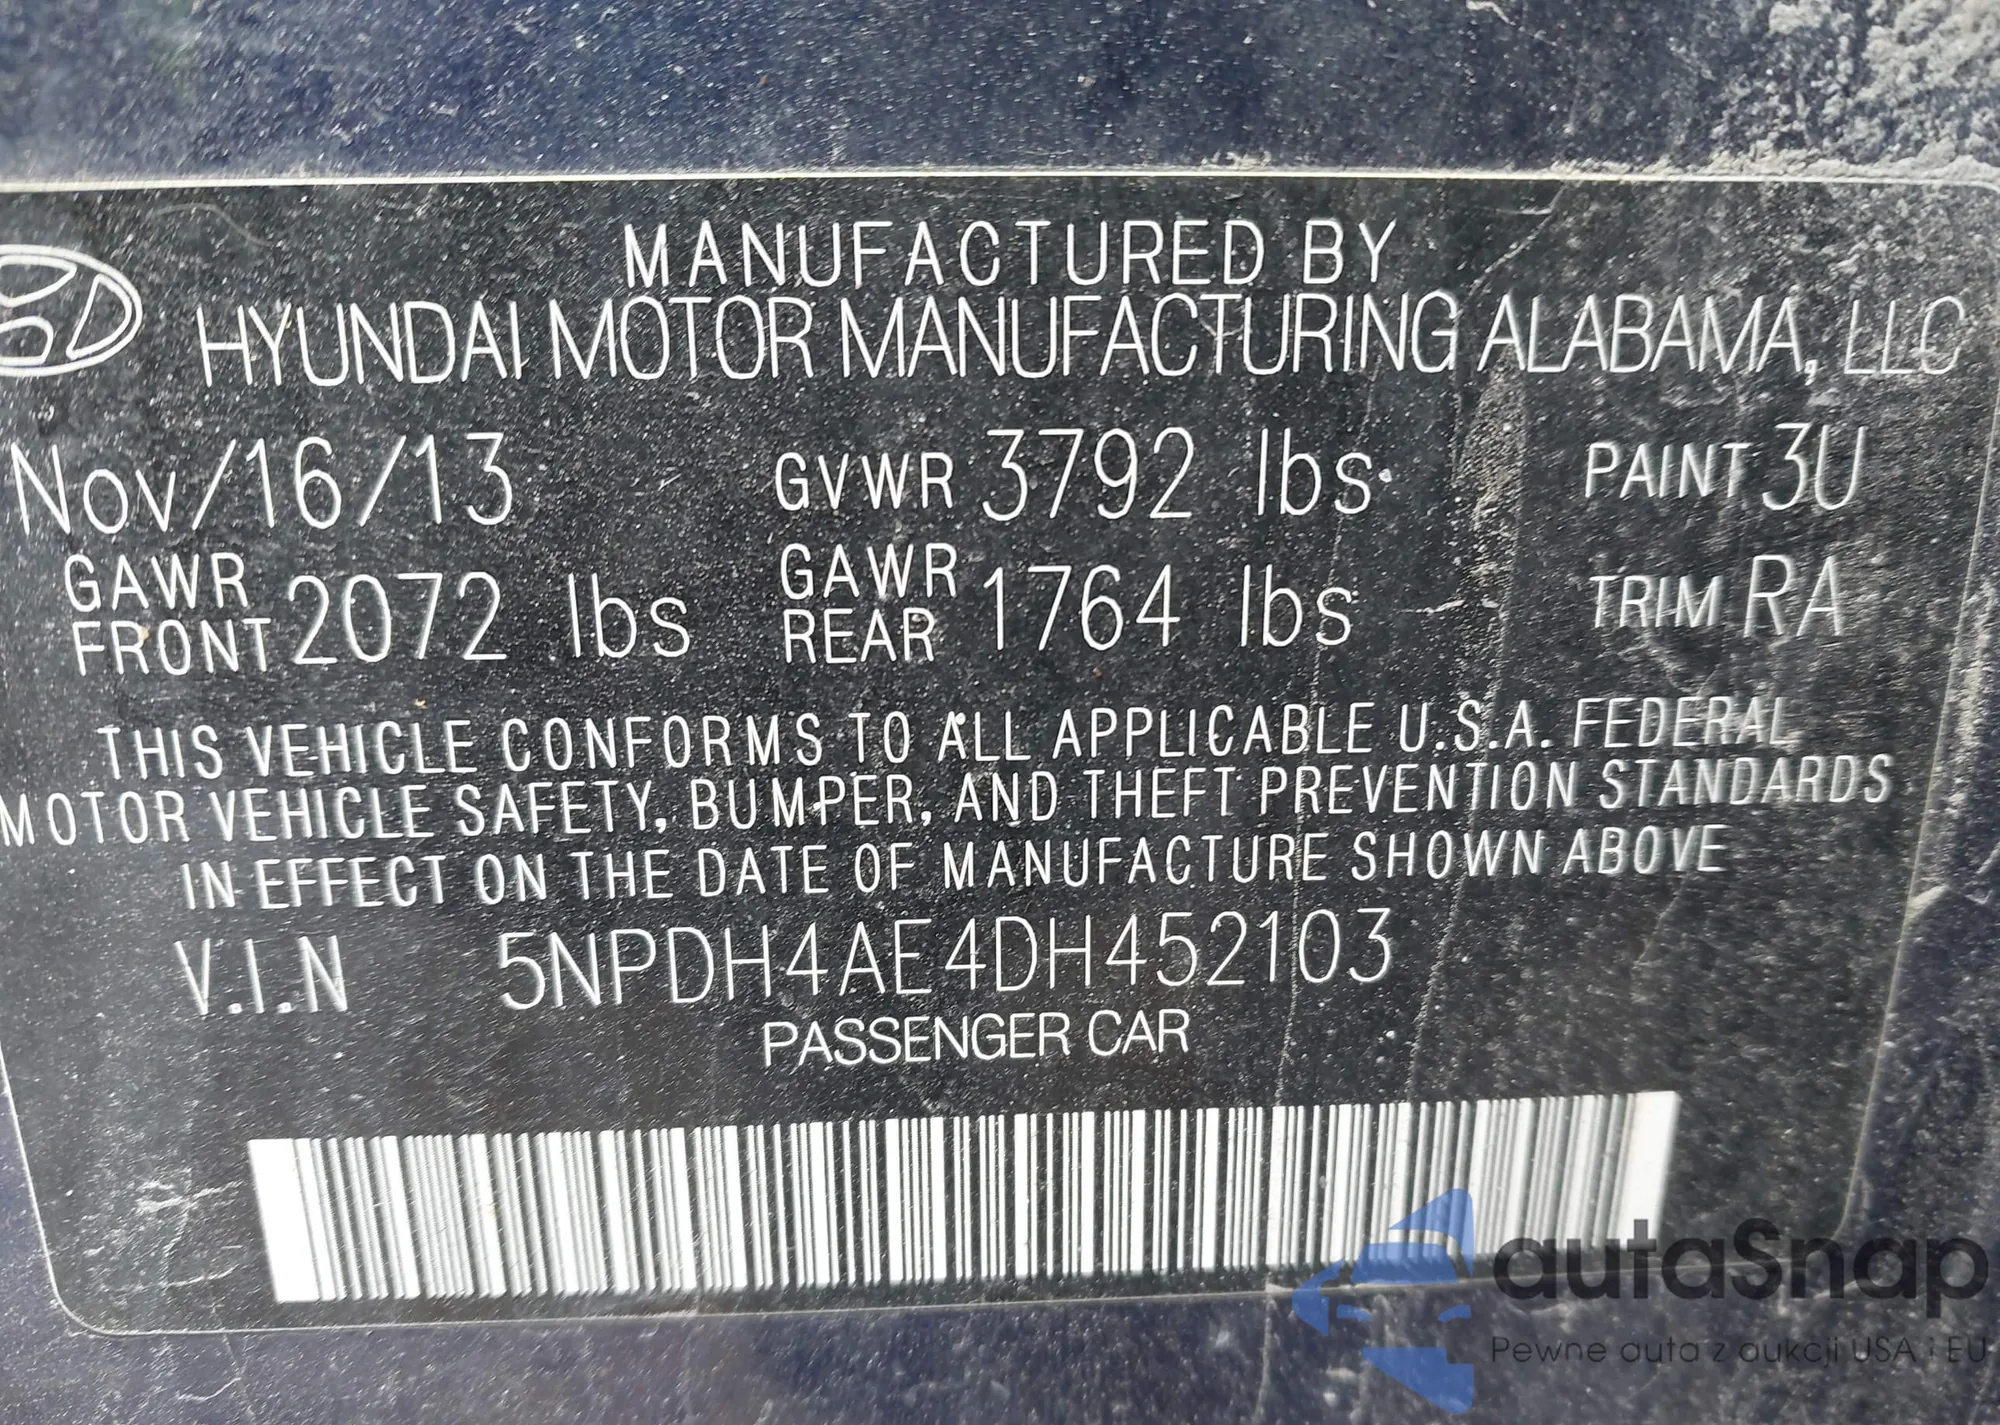 MANUFACTURED BY
HYUNDAI MOTOR MANUFACTURING ALABAMA, LLC
Nov/16/13 GVWR 3792 lbs PAINT 3U
GAWR FRONT 2072 lbs GAWR REAR 1764 lbs TRIM RA
THIS VEHICLE CONFORMS TO ALL APPLICABLE U.S.A. FEDERAL
MOTOR VEHICLE SAFETY, BUMPER, AND THEFT PREVENTION STANDARDS
IN EFFECT ON THE DATE OF MANUFACTURE SHOWN ABOVE
V.I.N 5NPDH4AE4DH452103
PASSENGER CAR
autaSnap
Pewne auta z aukcji USA i EU